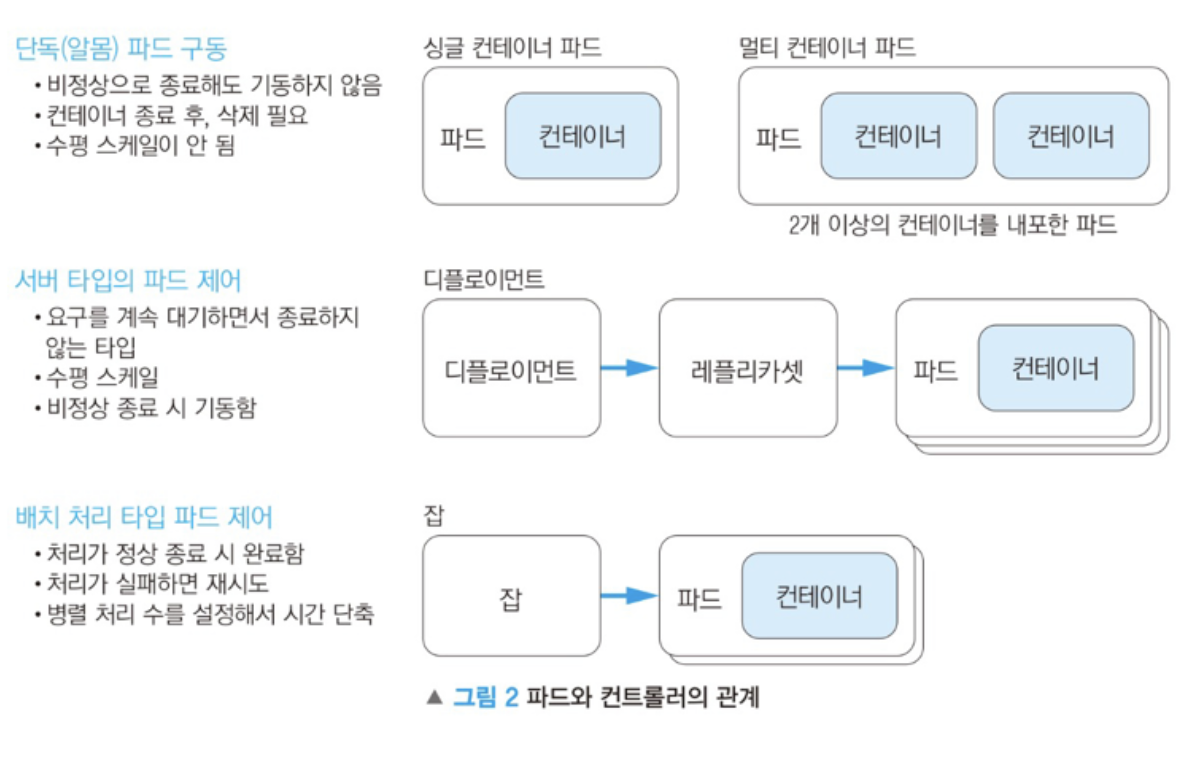 단독(알몸) 파드 구동
• 비정상으로 종료해도 기동하지 않음
• 컨테이너 종료 후, 삭제 필요
• 수평 스케일이 안 됨
싱글 컨테이너 파드
파드
컨테이너
멀티 컨테이너 파드
파드
컨테이너
컨테이너
2개 이상의 컨테이너를 내포한 파드
서버 타입의 파드 제어
• 요구를 계속 대기하면서 종료하지
않는 타입
• 수평 스케일
• 비정상 종료 시 기동함
디플로이먼트
디플로이먼트
레플리카셋
파드
컨테이너
배치 처리 타입 파드 제어
• 처리가 정상 종료 시 완료함
• 처리가 실패하면 재시도
• 병렬 처리 수를 설정해서 시간 단축
잡
잡
파드
컨테이너
▲ 그림 2 파드와 컨트롤러의 관계